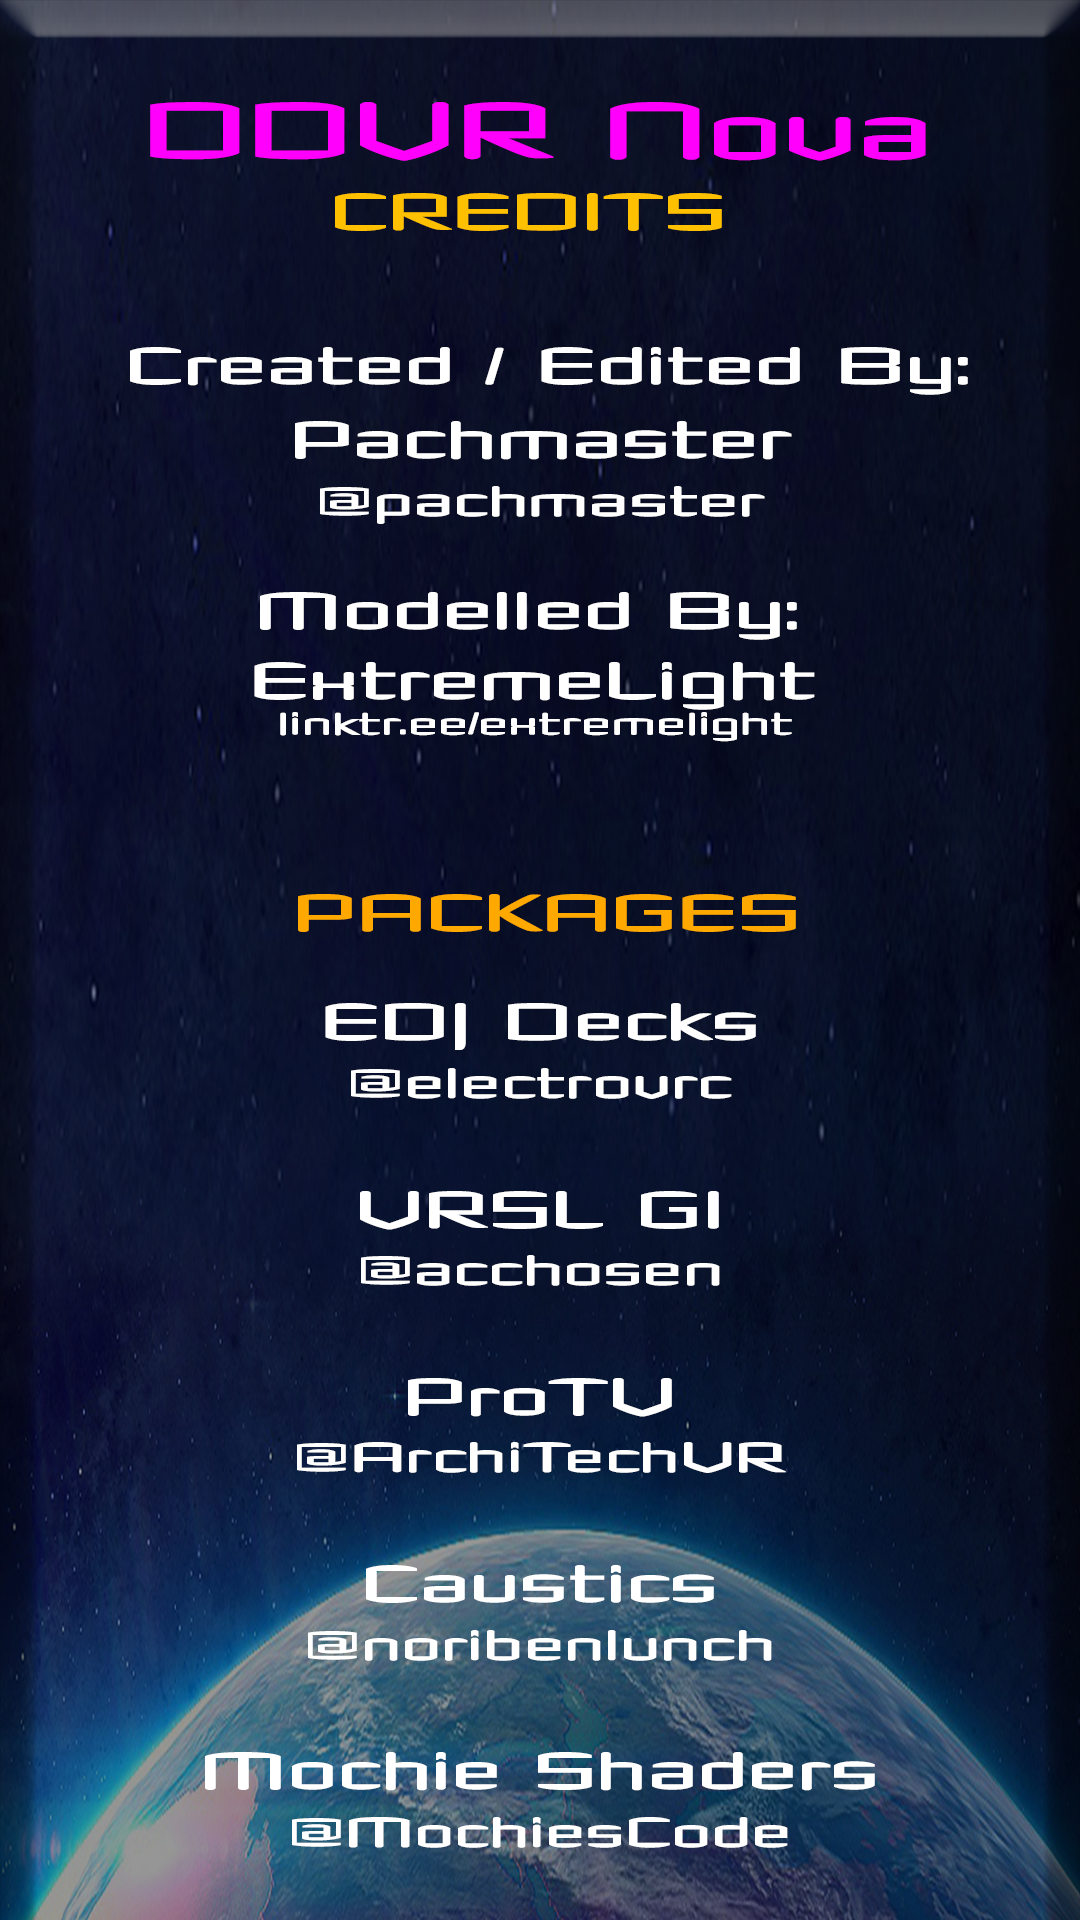 DDVR Nova
CREDITS
Created / Edited By:
Pachmaster
@pachmaster
Modelled By:
ExtremeLight
linktr.ee/extremelight
PACKAGES
EDJ Decks
@electrovrc
VRSL GI
@acchosen
ProTV
@ArchiTechVR
Caustics
@noribenlunch
Mochie Shaders
@MochiesCode